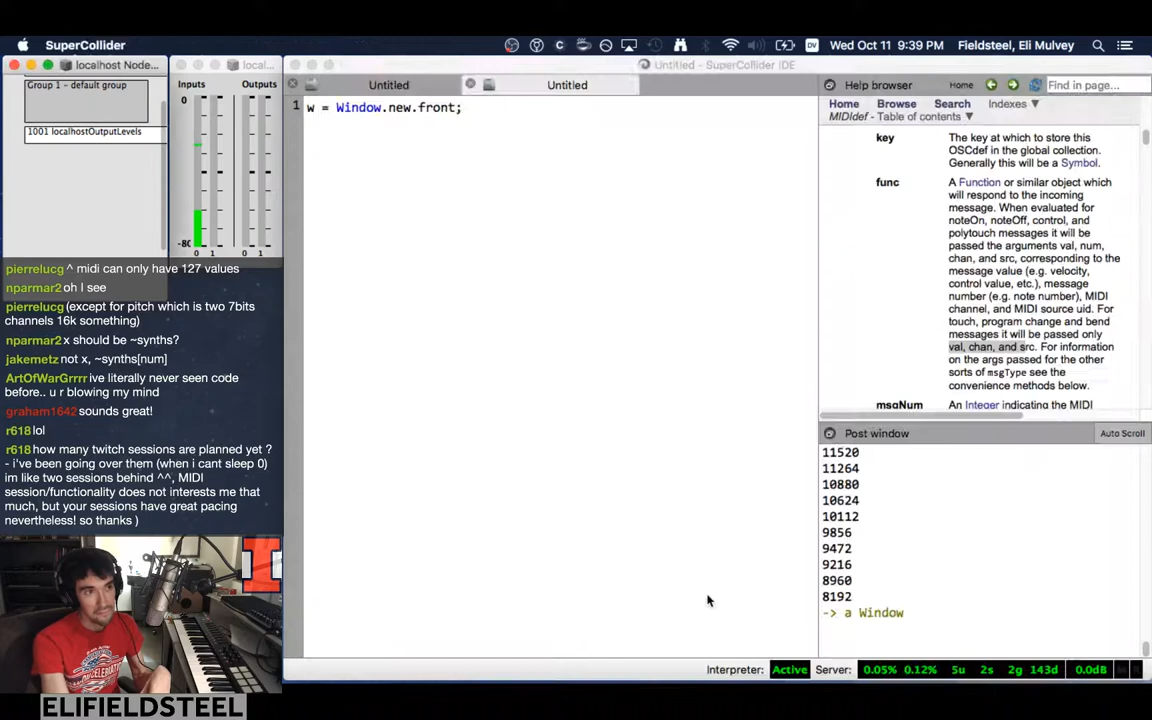 SuperCollider
Wed Oct 11 9:39 PM Fieldsteel, Eli Mulvey
localhost Node...
Group 1 - default group
1001 localhostOutputLevels
local...
Inputs Outputs
0
-80
0 1 0 1
pierrelucg ^ midi can only have 127 values
nparmar2 oh I see
pierrelucg (except for pitch which is two 7bits
channels 16k something)
nparmar2 x should be ~synths?
jakemetz not x, ~synths[num]
ArtOfWarGrrrr ive literally never seen code
before.. u r blowing my mind
graham1642 sounds great!
r618 lol
r618 how many twitch sessions are planned yet ?
- i've been going over them (when i cant sleep 0)
im like two sessions behind ^^, MIDI
session/functionality does not interests me that
much, but your sessions have great pacing
nevertheless! so thanks )
ELIFIELDSTEEL
Untitled - SuperCollider IDE
Untitled Untitled
1 w = Window.new.front;
Help browser Home Find in page...
Home Browse Search Indexes ▼
MIDIdef - Table of contents ▼
key The key at which to store this
OSCdef in the global collection.
Generally this will be a Symbol.
func A Function or similar object which
will respond to the incoming
message. When evaluated for
noteOn, noteOff, control, and
polytouch messages it will be
passed the arguments val, num,
chan, and src, corresponding to the
message value (e.g. velocity,
control value, etc.), message
number (e.g. note number), MIDI
channel, and MIDI source uid. For
touch, program change and bend
messages it will be passed only
val, chan, and src. For information
on the args passed for the other
sorts of msgType see the
convenience methods below.
msgNum An Integer indicating the MIDI
Post window Auto Scroll
11520
11264
10880
10624
10112
9856
9472
9216
8960
8192
-> a Window
Interpreter: Active Server: 0.05% 0.12% 5u 2s 2g 143d 0.0dB